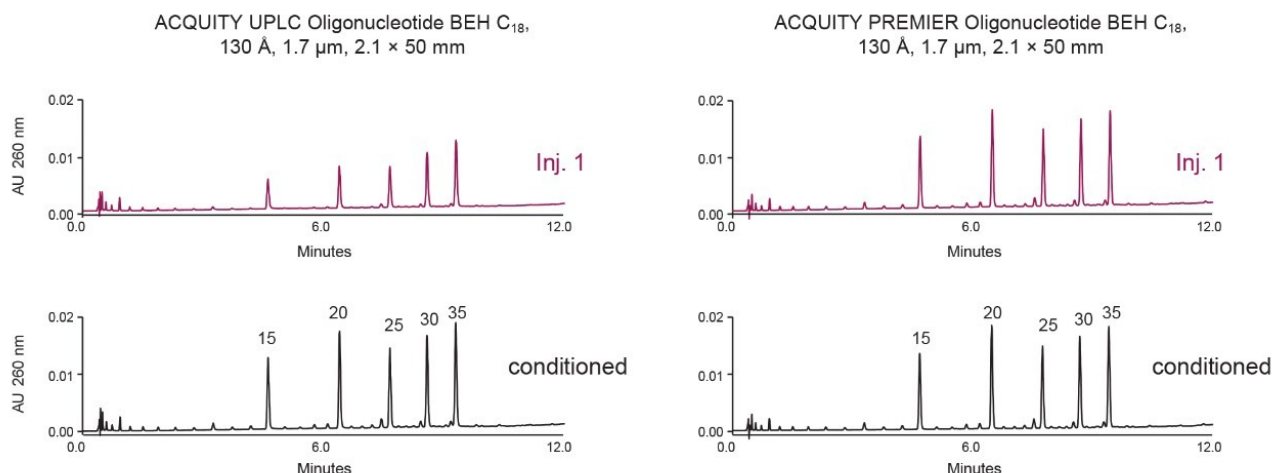 ACQUITY UPLC Oligonucleotide BEH C₁₈,
130 Å, 1.7 µm, 2.1 × 50 mm
0.02
0.01
0.00
AU 260 nm
Inj. 1
0.0 6.0 12.0
Minutes
ACQUITY PREMIER Oligonucleotide BEH C₁₈,
130 Å, 1.7 µm, 2.1 × 50 mm
0.02
0.01
0.00
Inj. 1
0.0 6.0 12.0
Minutes
0.02
0.01
0.00
AU 260 nm
15 20 25 30 35
conditioned
0.0 6.0 12.0
Minutes
0.02
0.01
0.00
15 20 25 30 35
conditioned
0.0 6.0 12.0
Minutes